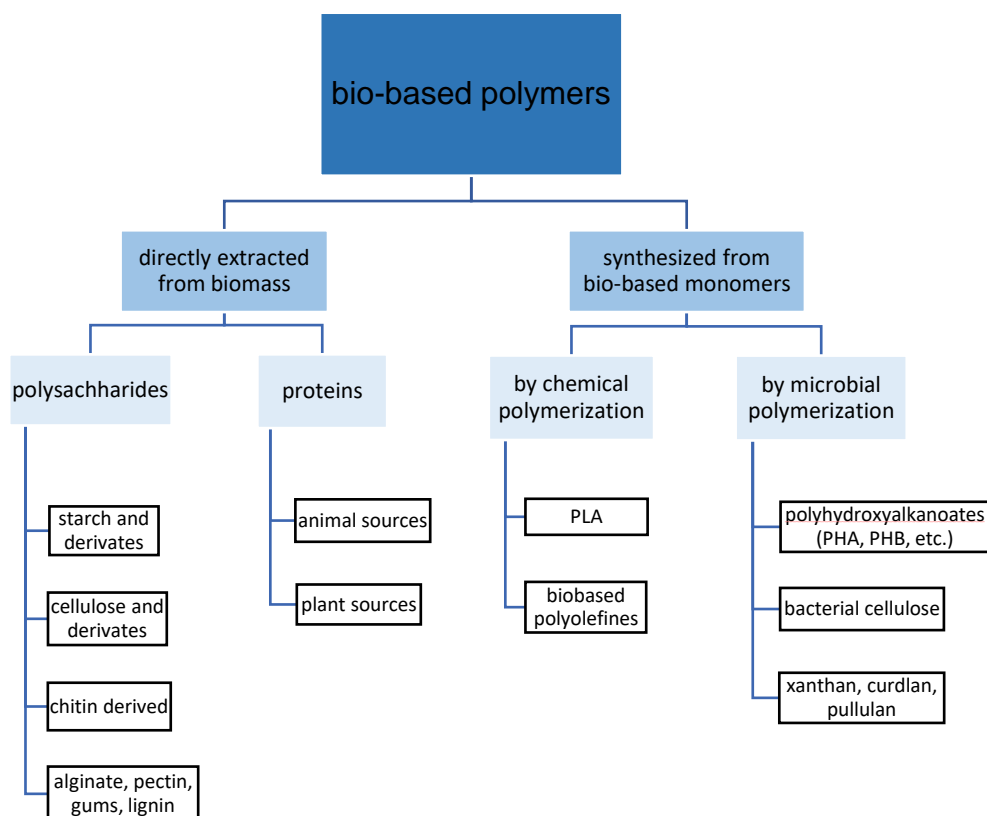 bio-based polymers
directly extracted
from biomass
synthesized from
bio-based monomers
polysachharides
proteins
by chemical
polymerization
by microbial
polymerization
starch and
derivates
cellulose and
derivates
chitin derived
alginate, pectin,
gums, lignin
animal sources
plant sources
PLA
biobased
polyolefines
polyhydroxyalkanoates
(PHA, PHB, etc.)
bacterial cellulose
xanthan, curdlan,
pullulan